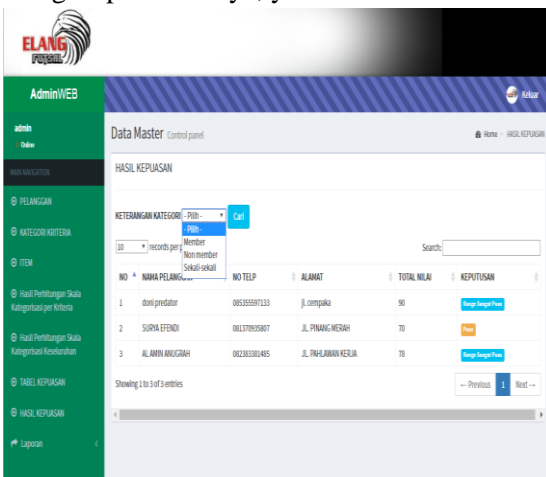 ELANG
FUTSAL
AdminWEB
Keluar
admin
Online
Data Master Control panel
Home > HASIL KEPUASAN
MAIN NAVIGATION
PELANGGAN
KATEGORI KRITERIA
ITEM
Hasil Perhitungan Skala
Kategorisasi per Kriteria
Hasil Perhitungan Skala
Kategorisasi Keseluruhan
TABEL KEPUASAN
HASIL KEPUASAN
Laporan
HASIL KEPUASAN
KETERANGAN KATEGORI - Pilih - Cari
- Pilih -
Member
Non member
Sekali-sekali
10 records per
Search:
NO NAMA PELANGGAN NO TELP ALAMAT TOTAL NILAI KEPUTUSAN
1 doni predator 085355597133 jl. cempaka 90 Range Sangat Puas
2 SURYA EFENDI 081370935807 JL. PINANG MERAH 70 Puas
3 AL AMIN ANUGRAH 082383381485 JL. PAHLAWAN KERJA 78 Range Sangat Puas
Showing 1 to 3 of 3 entries
← Previous 1 Next →